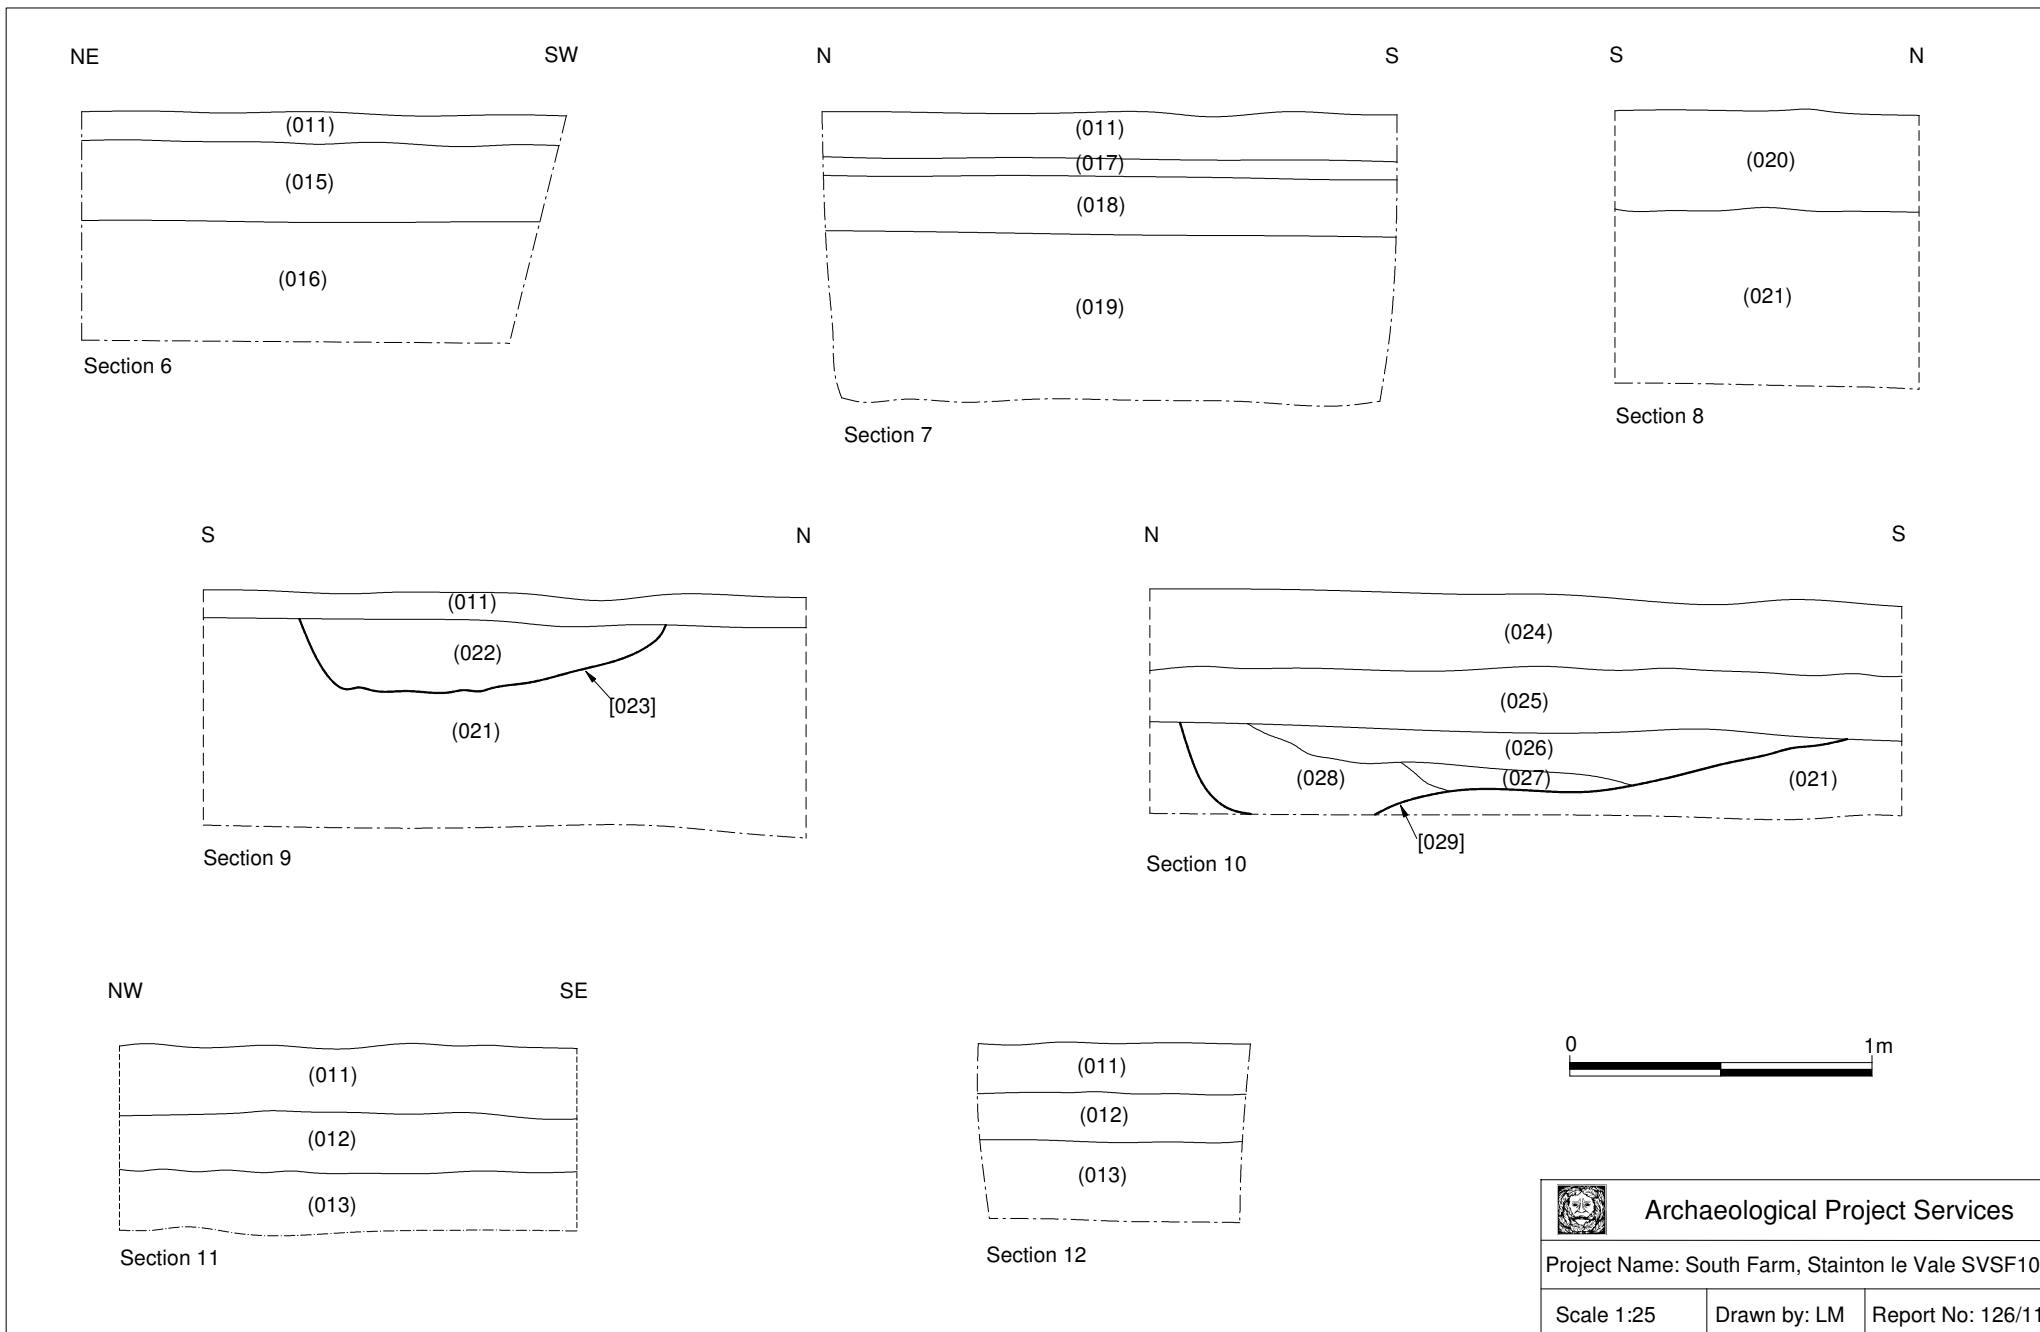 NE SW
(011)
(015)
(016)
Section 6
N S
(011)
(017)
(018)
(019)
Section 7
S N
(020)
(021)
Section 8
S N
(011)
(022)
[023]
(021)
Section 9
N S
(024)
(025)
(026)
(028) (027) (021)
[029]
Section 10
NW SE
(011)
(012)
(013)
Section 11
(011)
(012)
(013)
Section 12
0 1m
Archaeological Project Services
Project Name: South Farm, Stainton le Vale SVSF10
Scale 1:25 Drawn by: LM Report No: 126/11